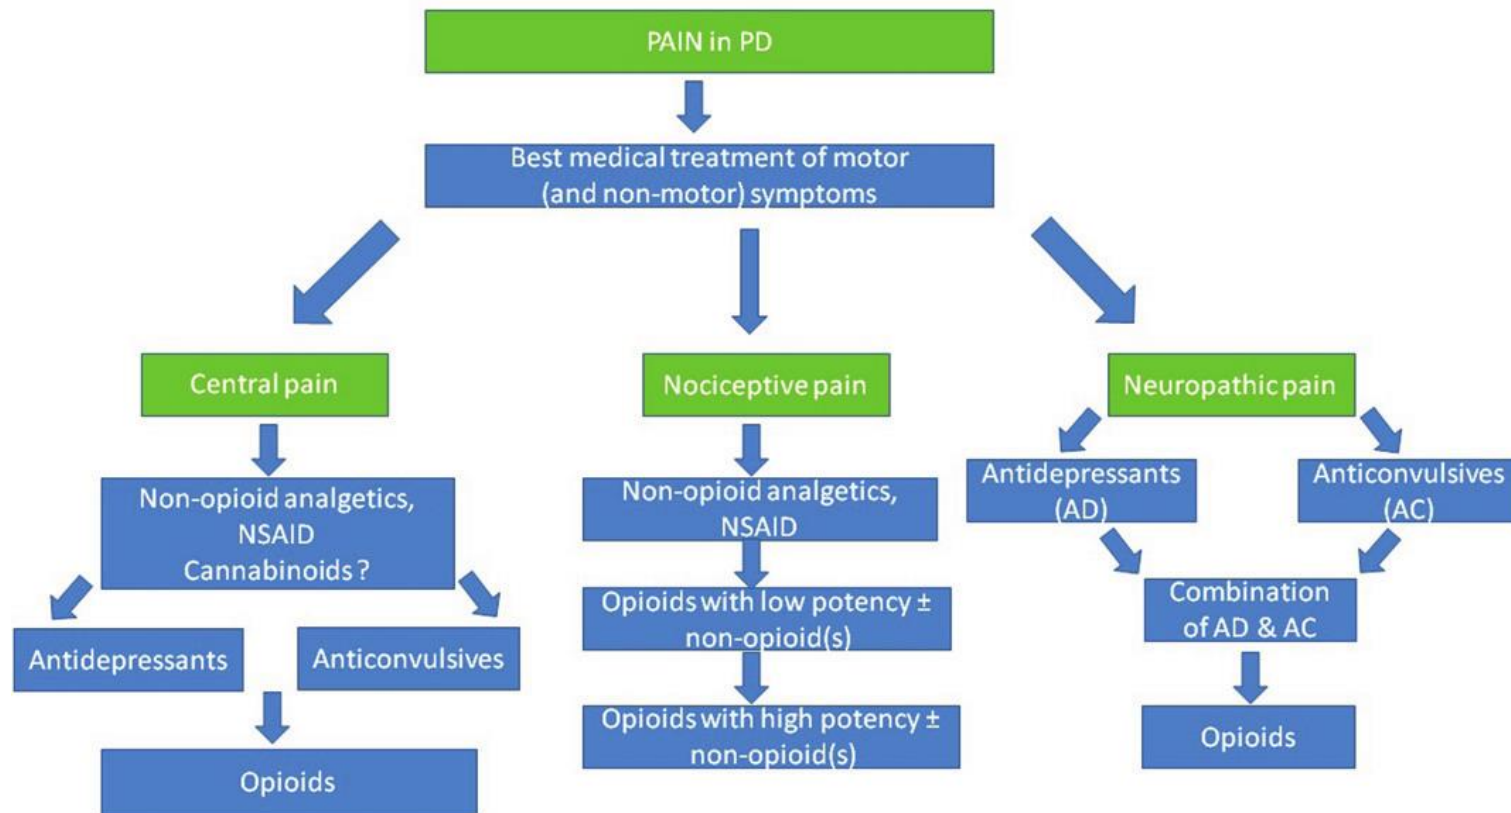 PAIN in PD
Best medical treatment of motor
(and non-motor) symptoms
Central pain
Nociceptive pain
Neuropathic pain
Non-opioid analgetics,
NSAID
Cannabinoids ?
Antidepressants
Anticonvulsives
Opioids
Non-opioid analgetics,
NSAID
Opioids with low potency ±
non-opioid(s)
Opioids with high potency ±
non-opioid(s)
Antidepressants
(AD)
Anticonvulsives
(AC)
Combination
of AD & AC
Opioids